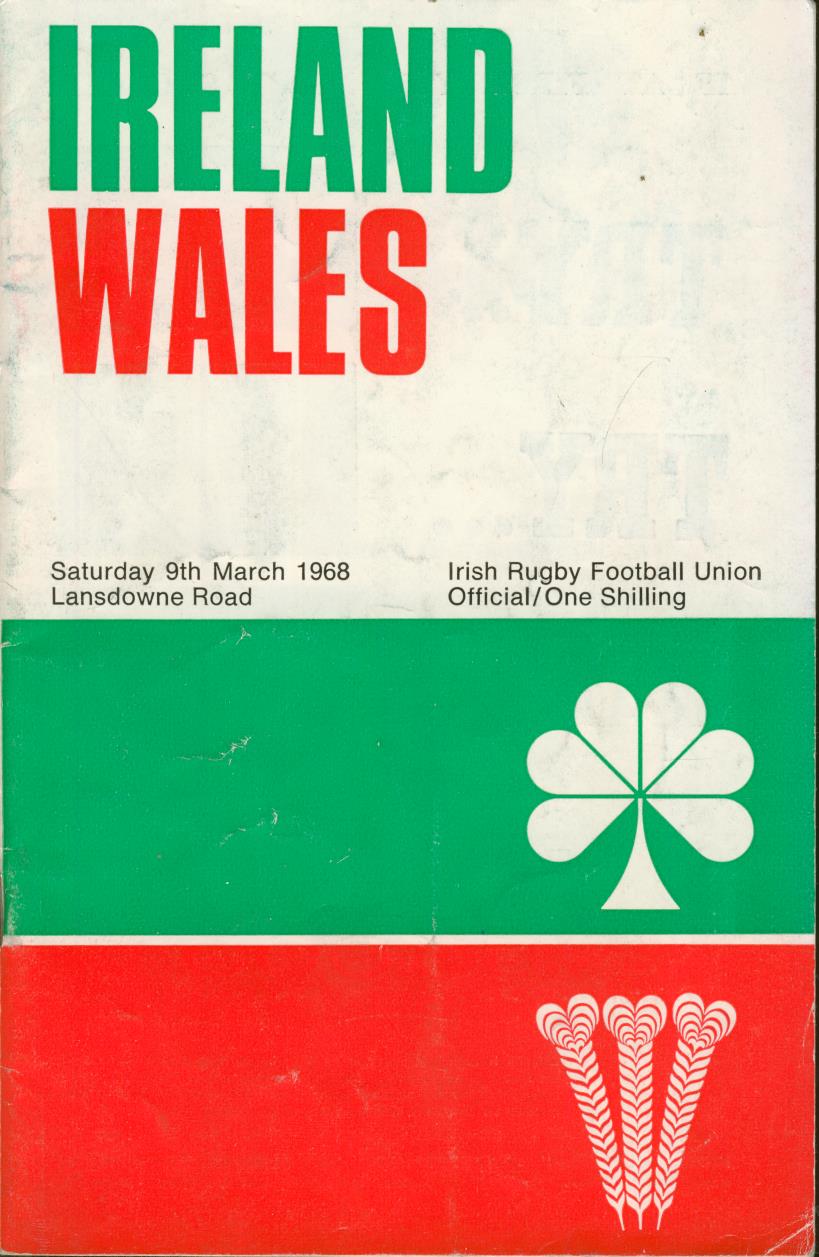 IRELAND
WALES
Saturday 9th March 1968
Lansdowne Road
Irish Rugby Football Union
Official/One Shilling